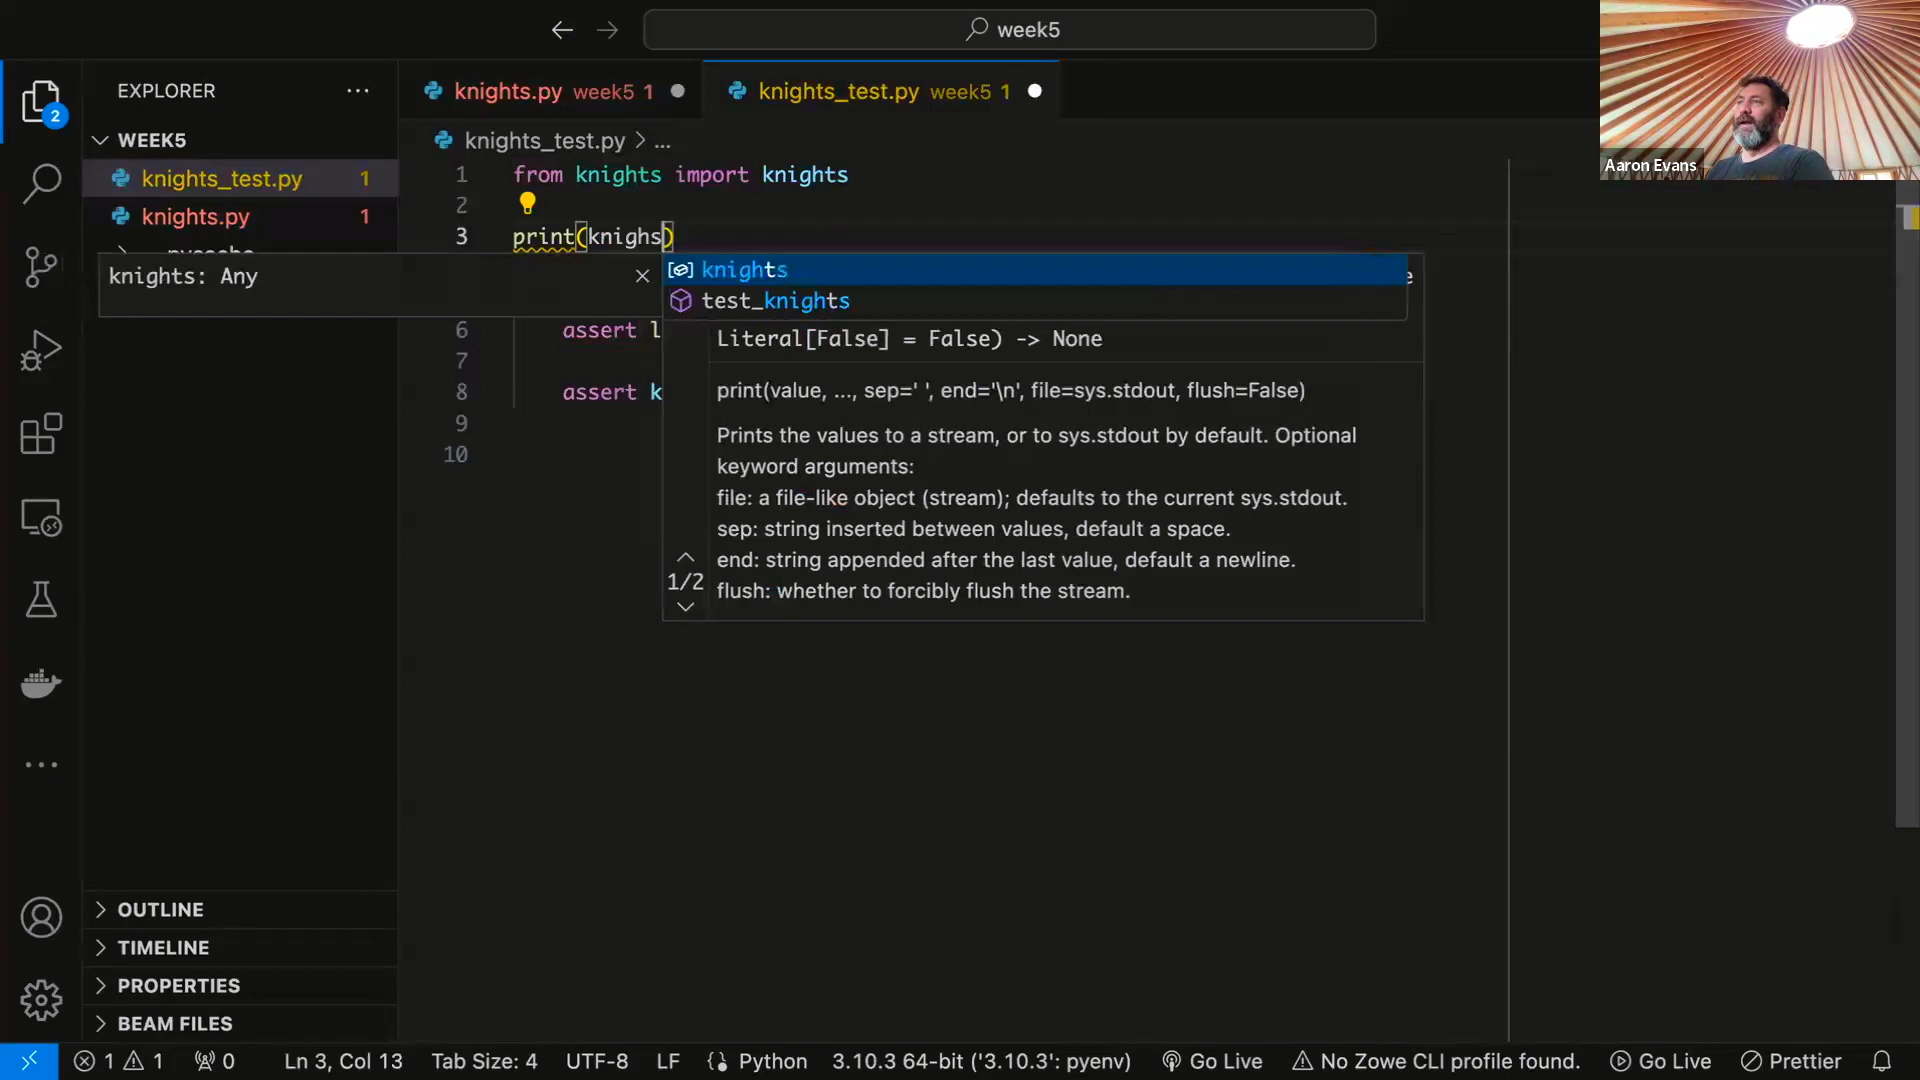 week5
Aaron Evans
EXPLORER
WEEK5
knights_test.py 1
knights.py 1
knights.py week5 1
knights_test.py week5 1
knights_test.py > ...
1 from knights import knights
2
3 print(knighs)
knights: Any
knights
test_knights
e
6 assert l
7
8 assert k
9
10
Literal[False] = False) -> None
print(value, ..., sep=' ', end='\n', file=sys.stdout, flush=False)
Prints the values to a stream, or to sys.stdout by default. Optional
keyword arguments:
file: a file-like object (stream); defaults to the current sys.stdout.
sep: string inserted between values, default a space.
end: string appended after the last value, default a newline.
flush: whether to forcibly flush the stream.
1/2
2
OUTLINE
TIMELINE
PROPERTIES
BEAM FILES
1 1 0 Ln 3, Col 13 Tab Size: 4 UTF-8 LF Python 3.10.3 64-bit ('3.10.3': pyenv) Go Live No Zowe CLI profile found. Go Live Prettier